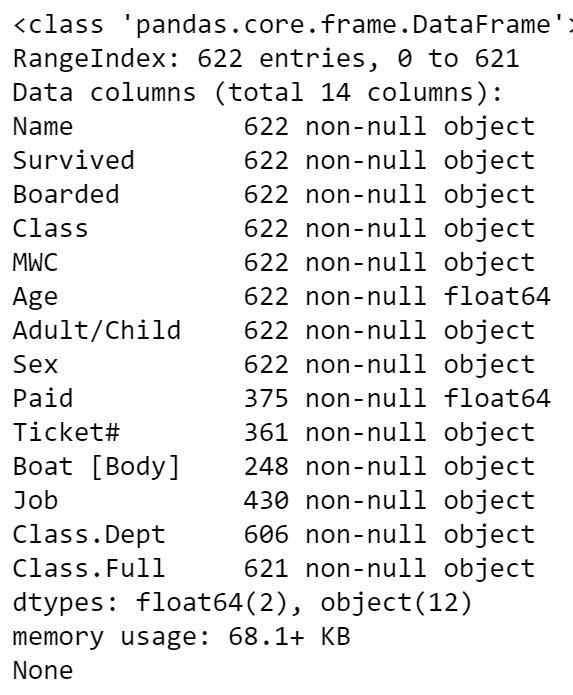 <class 'pandas.core.frame.DataFrame'>
RangeIndex: 622 entries, 0 to 621
Data columns (total 14 columns):
Name           622 non-null object
Survived       622 non-null object
Boarded        622 non-null object
Class          622 non-null object
MWC            622 non-null object
Age            622 non-null float64
Adult/Child    622 non-null object
Sex            622 non-null object
Paid           375 non-null float64
Ticket#        361 non-null object
Boat [Body]    248 non-null object
Job            430 non-null object
Class.Dept     606 non-null object
Class.Full     621 non-null object
dtypes: float64(2), object(12)
memory usage: 68.1+ KB
None